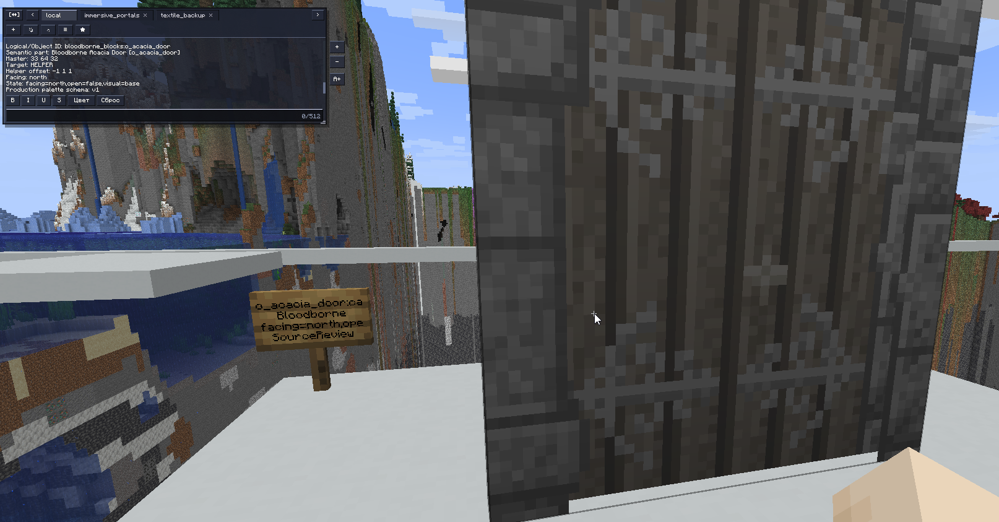 [↔] < local immersive_portals × textile_backup × >
+ ≡ ★
Logical/Object ID: bloodborne_blocks:o_acacia_door
Semantic part: Bloodborne Acacia Door [o_acacia_door]
Master: 33 64 32
Target: HELPER
Helper offset: -1 1 1
Facing: north
State: facing=north,open=false,visual=base
Production palette schema: v1
B I U S Цвет Сброс
0/512
+
-
A+
o_acacia_door:ca
Bloodborne
facing=north,ope
SourceReview